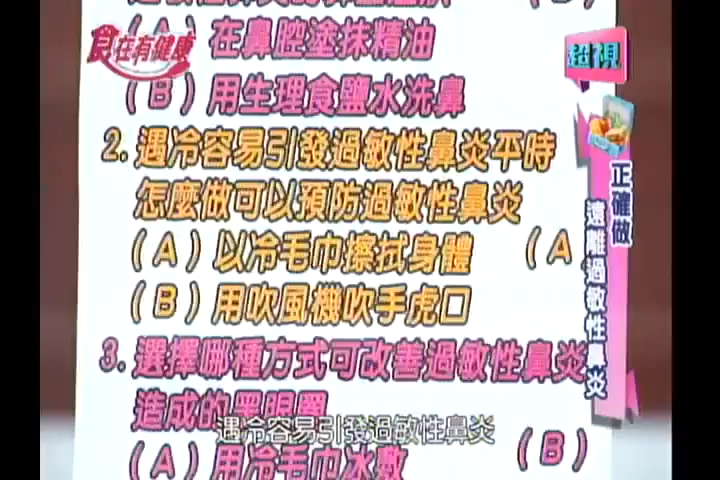 食在有健康
超視
正確做
遠離過敏性鼻炎
(A)在鼻腔塗抹精油
(B)用生理食鹽水洗鼻
2.遇冷容易引發過敏性鼻炎平時
怎麼做可以預防過敏性鼻炎
(A)以冷毛巾擦拭身體 (A
(B)用吹風機吹手虎口
3.選擇哪種方式可改善過敏性鼻炎
造成的黑眼圈
(A)用冷毛巾冰敷 (B)
遇冷容易引發過敏性鼻炎